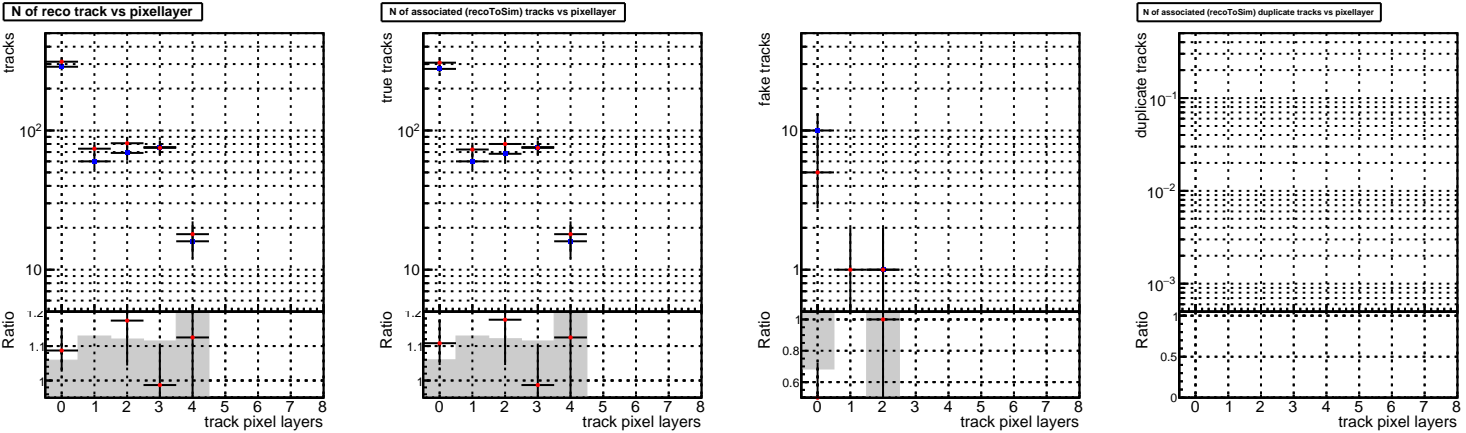 N of reco track vs pixellayer
tracks
10²
10
Ratio
1.2
1.1
1
0 1 2 3 4 5 6 7 8
track pixel layers
N of associated (recoToSim) tracks vs pixellayer
true tracks
10²
10
Ratio
1.2
1.1
1
0 1 2 3 4 5 6 7 8
track pixel layers
fake tracks
10
1
Ratio
1
0.8
0.6
0 1 2 3 4 5 6 7 8
track pixel layers
N of associated (recoToSim) duplicate tracks vs pixellayer
duplicate tracks
10⁻¹
10⁻²
10⁻³
Ratio
1
0.5
0
0 1 2 3 4 5 6 7 8
track pixel layers